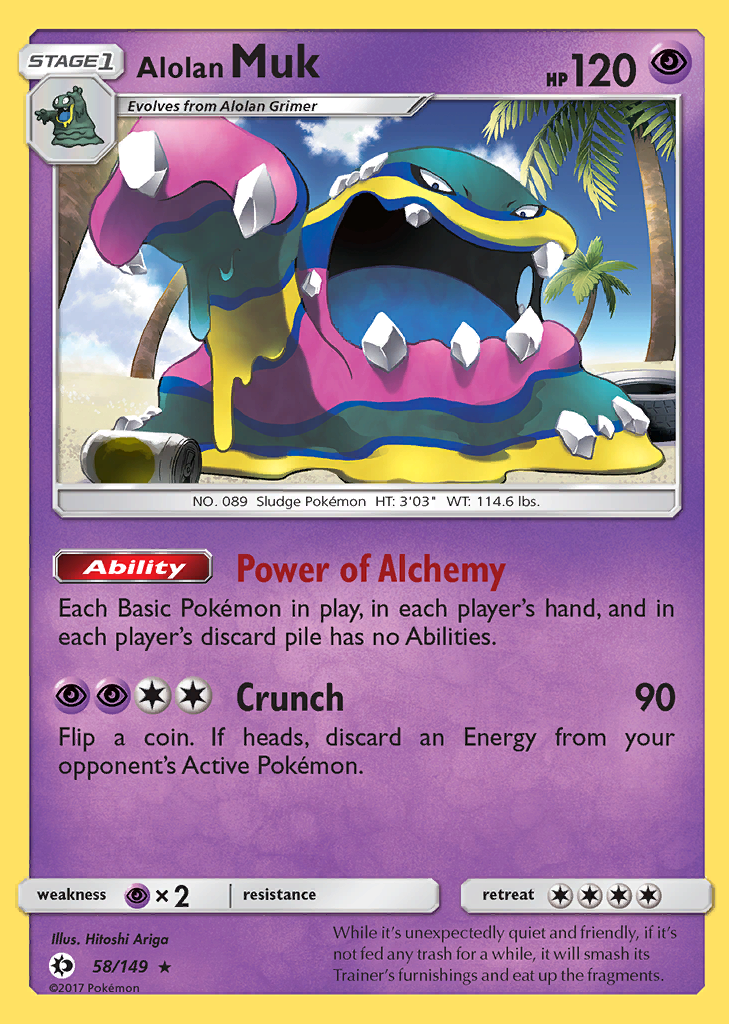 STAGE1
Alolan Muk
HP 120
Evolves from Alolan Grimer
NO. 089 Sludge Pokémon HT: 3'03" WT: 114.6 lbs.
Ability Power of Alchemy
Each Basic Pokémon in play, in each player's hand, and in
each player's discard pile has no Abilities.
Crunch 90
Flip a coin. If heads, discard an Energy from your
opponent's Active Pokémon.
weakness ×2 resistance retreat
Illus. Hitoshi Ariga
58/149 ★
©2017 Pokémon
While it's unexpectedly quiet and friendly, if it's
not fed any trash for a while, it will smash its
Trainer's furnishings and eat up the fragments.